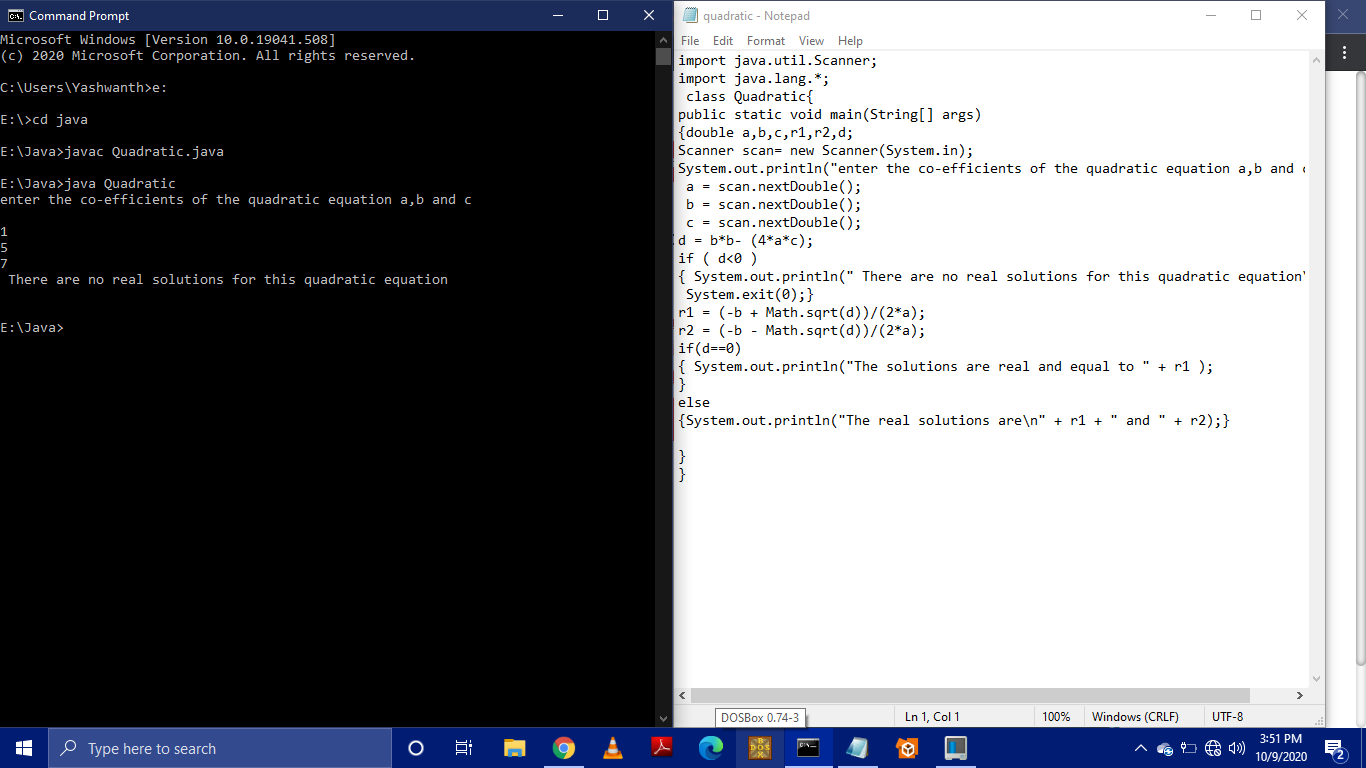 Command Prompt
Microsoft Windows [Version 10.0.19041.508]
(c) 2020 Microsoft Corporation. All rights reserved.
C:\Users\Yashwanth>e:
E:\>cd java
E:\Java>javac Quadratic.java
E:\Java>java Quadratic
enter the co-efficients of the quadratic equation a,b and c
1
5
7
There are no real solutions for this quadratic equation
E:\Java>
quadratic - Notepad
File Edit Format View Help
import java.util.Scanner;
import java.lang.*;
class Quadratic{
public static void main(String[] args)
{double a,b,c,r1,r2,d;
Scanner scan= new Scanner(System.in);
System.out.println("enter the co-efficients of the quadratic equation a,b and
a = scan.nextDouble();
b = scan.nextDouble();
c = scan.nextDouble();
d = b*b- (4*a*c);
if ( d<0 )
{ System.out.println(" There are no real solutions for this quadratic equation\
System.exit(0);}
r1 = (-b + Math.sqrt(d))/(2*a);
r2 = (-b - Math.sqrt(d))/(2*a);
if(d==0)
{ System.out.println("The solutions are real and equal to " + r1 );
}
else
{System.out.println("The real solutions are\n" + r1 + " and " + r2);}
}
}
DOSBox 0.74-3
Ln 1, Col 1
100%
Windows (CRLF)
UTF-8
Type here to search
DOS
3:51 PM
10/9/2020
2